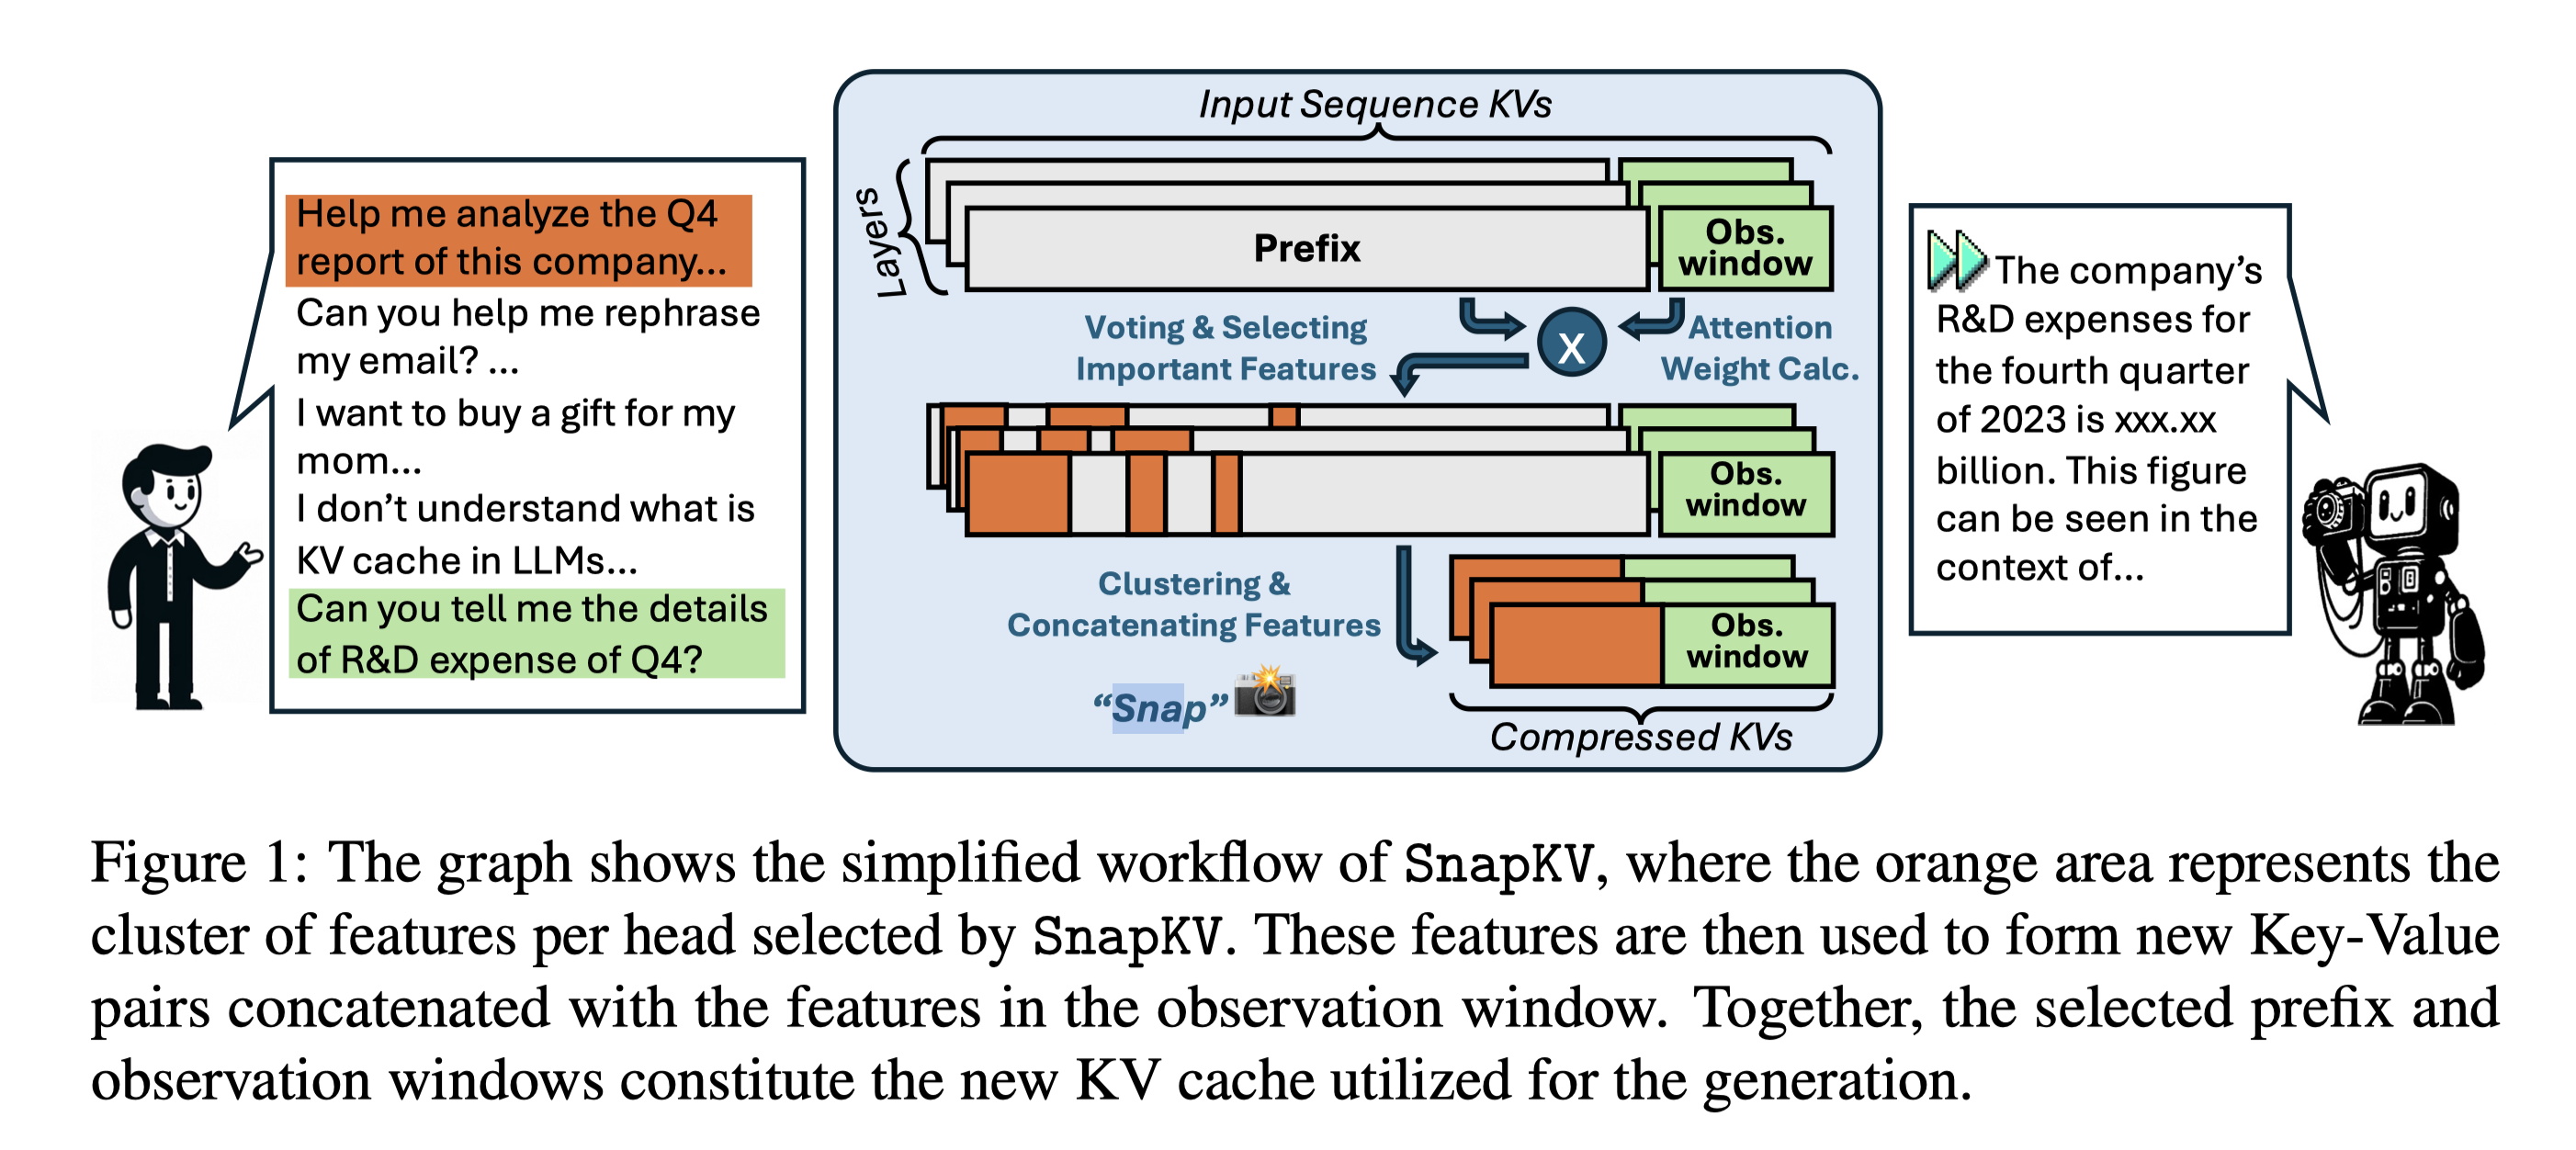 Help me analyze the Q4
report of this company...
Can you help me rephrase
my email? ...
I want to buy a gift for my
mom...
I don't understand what is
KV cache in LLMs...
Can you tell me the details
of R&D expense of Q4?
Input Sequence KVs
Layers
Prefix
Obs.
window
Voting & Selecting
Important Features
X
Attention
Weight Calc.
Obs.
window
Clustering &
Concatenating Features
Obs.
window
“Snap”
Compressed KVs
The company's
R&D expenses for
the fourth quarter
of 2023 is xxx.xx
billion. This figure
can be seen in the
context of...
Figure 1: The graph shows the simplified workflow of SnapKV, where the orange area represents the
cluster of features per head selected by SnapKV. These features are then used to form new Key-Value
pairs concatenated with the features in the observation window. Together, the selected prefix and
observation windows constitute the new KV cache utilized for the generation.